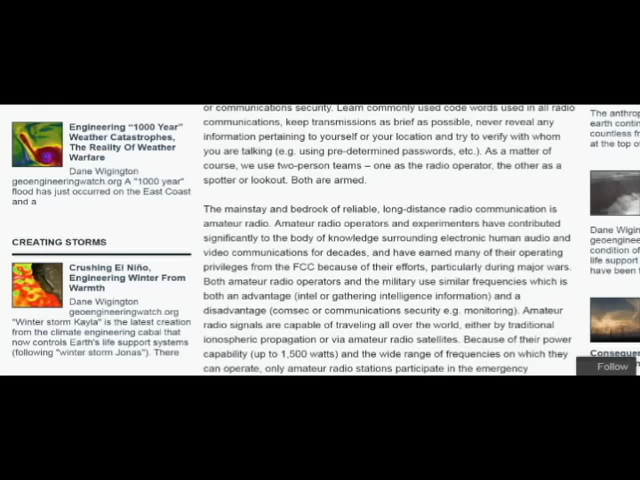 Engineering “1000 Year”
Weather Catastrophes,
The Reality Of Weather
Warfare
Dane Wigington
geoengineeringwatch.org A "1000 year"
flood has just occurred on the East Coast
and a
CREATING STORMS
Crushing El Niño,
Engineering Winter From
Warmth
Dane Wigington
geoengineeringwatch.org
"Winter storm Kayla" is the latest creation
from the climate engineering cabal that
now controls Earth's life support systems
(following "winter storm Jonas"). There
or communications security. Learn commonly used code words used in all radio
communications, keep transmissions as brief as possible, never reveal any
information pertaining to yourself or your location and try to verify with whom
you are talking (e.g. using pre-determined passwords, etc.). As a matter of
course, we use two-person teams – one as the radio operator, the other as a
spotter or lookout. Both are armed.
The mainstay and bedrock of reliable, long-distance radio communication is
amateur radio. Amateur radio operators and experimenters have contributed
significantly to the body of knowledge surrounding electronic human audio and
video communications for decades, and have earned many of their operating
privileges from the FCC because of their efforts, particularly during major wars.
Both amateur radio operators and the military use similar frequencies which is
both an advantage (intel or gathering intelligence information) and a
disadvantage (comsec or communications security e.g. monitoring). Amateur
radio signals are capable of traveling all over the world, either by traditional
ionospheric propagation or via amateur radio satellites. Because of their power
capability (up to 1,500 watts) and the wide range of frequencies on which they
can operate, only amateur radio stations participate in the emergency
The anthrop
earth contin
countless fr
at the top o
Dane Wigin
geoenginee
condition of
life support
have been f
Consequen
Follow